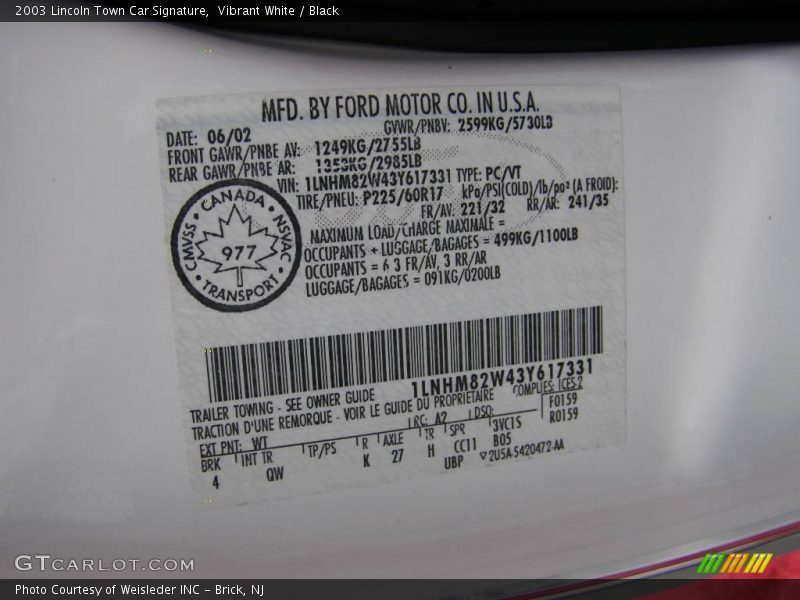 2003 Lincoln Town Car Signature,  Vibrant White / Black
MFD. BY FORD MOTOR CO. IN U.S.A.
DATE: 06/02 GVWR/PNBV: 2599KG/5730LB
FRONT GAWR/PNBE AV: 1249KG/2755LB
REAR GAWR/PNBE AR: 1353KG/2985LB
VIN: 1LNHM82W43Y617331 TYPE: PC/VT
TIRE/PNEU: P225/60R17 kPa/PSI(COLD)/lb/po² (A FROID):
FR/AV: 221/32 RR/AR: 241/35
MAXIMUM LOAD/CHARGE MAXIMALE =
OCCUPANTS + LUGGAGE/BAGAGES = 499KG/1100LB
OCCUPANTS = 6 3 FR/AV, 3 RR/AR
LUGGAGE/BAGAGES = 091KG/0200LB
CANADA
CMVSS • NSVAC
977
• TRANSPORT •
1LNHM82W43Y617331
TRAILER TOWING - SEE OWNER GUIDE COMPLIES ICES-2
TRACTION D'UNE REMORQUE - VOIR LE GUIDE DU PROPRIETAIRE F0159
EXT PNT: WT RC: A2 DSO: R0159
BRK INT TR TP/PS R AXLE TR SPR 3VC1S
4 QW K 27 H CC11 B05
UBP ▽2U5A-5420472-AA
GTCARLOT.COM
Photo Courtesy of Weisleder INC – Brick, NJ